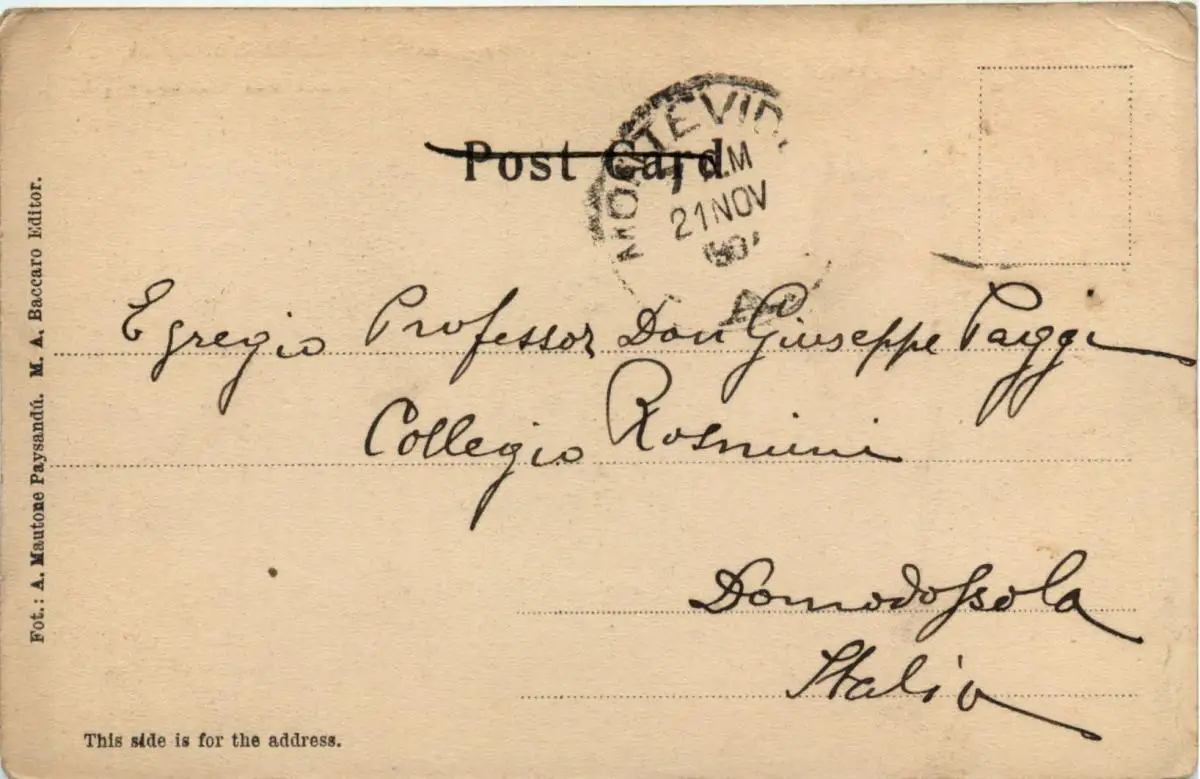 Post Card
MONTEVID
M
21 NOV
Egregio Professor Don Giuseppe Paggi
Collegio Rosmini
Domodossola
Italia
Fot.: A. Mautone Paysandú. M. A. Baccaro Editor.
This side is for the address.